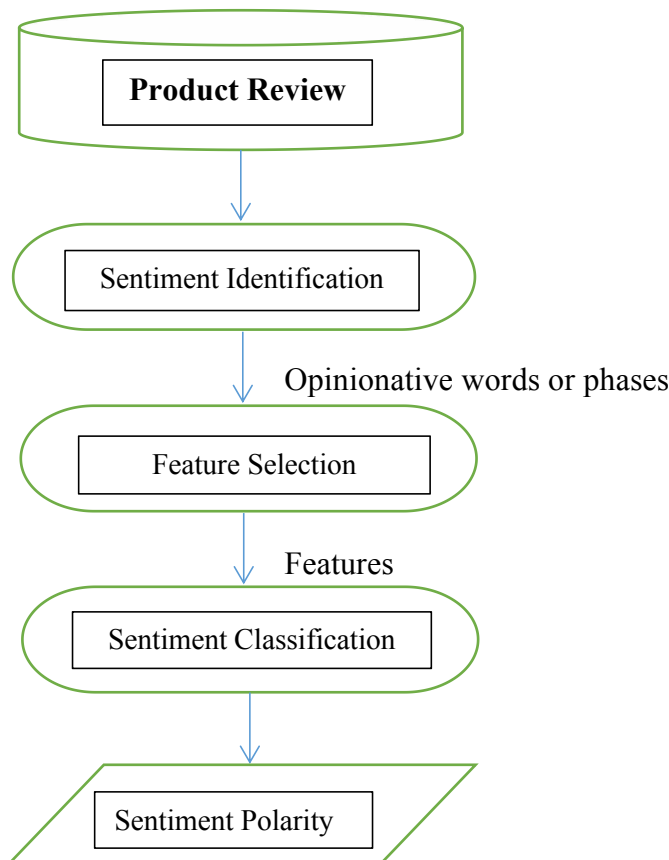 Product Review
Sentiment Identification
Opinionative words or phases
Feature Selection
Features
Sentiment Classification
Sentiment Polarity